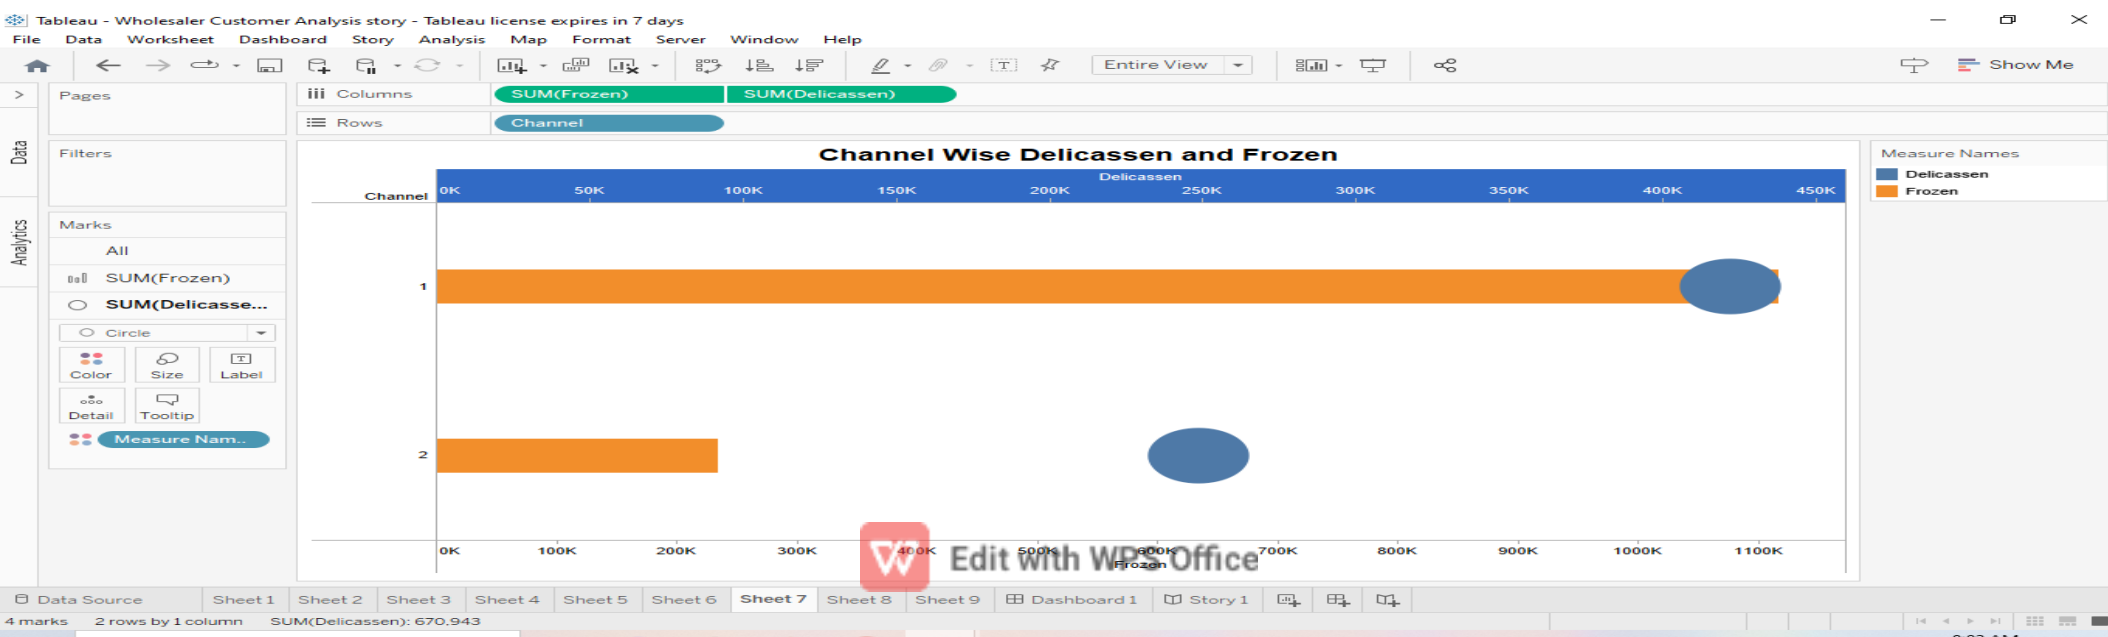 Tableau - Wholesaler Customer Analysis story - Tableau license expires in 7 days
File Data Worksheet Dashboard Story Analysis Map Format Server Window Help
Entire View
Show Me
Data
Analytics
Pages
Filters
Marks
All
SUM(Frozen)
SUM(Delicasse...
Circle
Color Size Label
Detail Tooltip
Measure Nam..
Columns SUM(Frozen) SUM(Delicassen)
Rows Channel
Channel Wise Delicassen and Frozen
Delicassen
Channel 0K 50K 100K 150K 200K 250K 300K 350K 400K 450K
1
2
0K 100K 200K 300K 400K 500K 600K 700K 800K 900K 1000K 1100K
Frozen
Edit with WPS Office
Measure Names
Delicassen
Frozen
Data Source Sheet 1 Sheet 2 Sheet 3 Sheet 4 Sheet 5 Sheet 6 Sheet 7 Sheet 8 Sheet 9 Dashboard 1 Story 1
4 marks 2 rows by 1 column SUM(Delicassen): 670,943